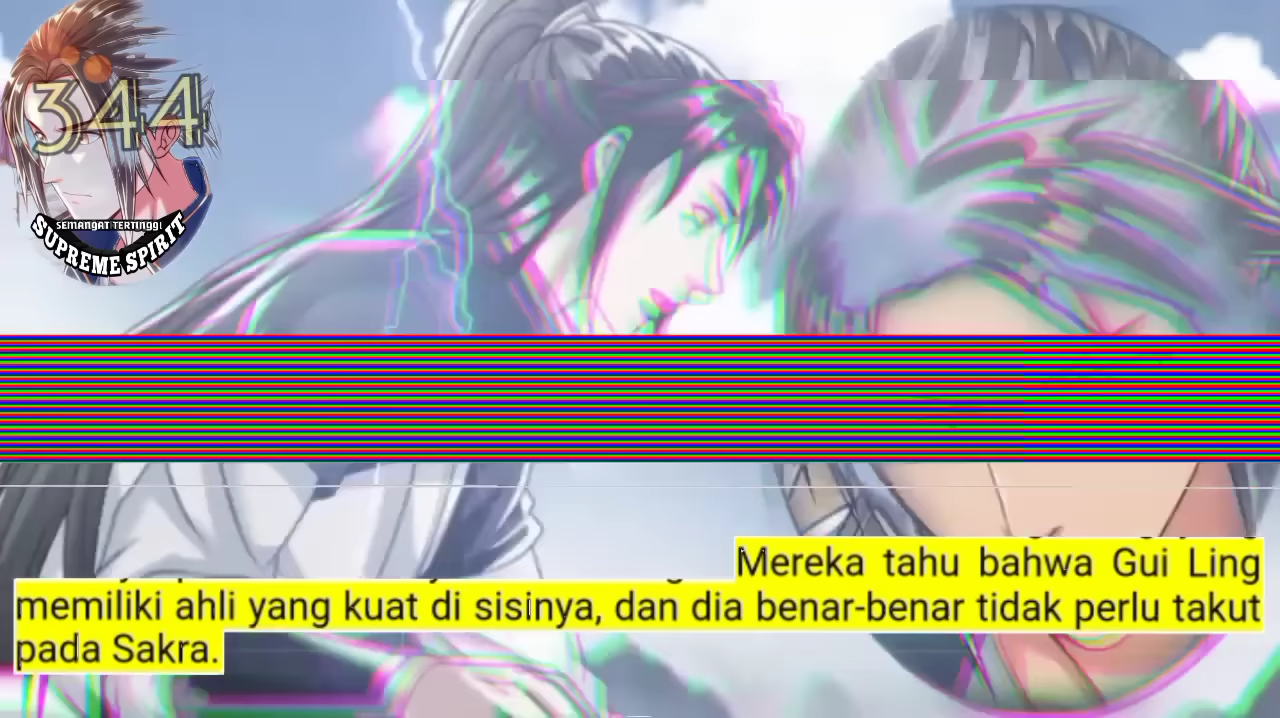 344
SEMANGAT TERTINGGI
SUPREME SPIRIT
Mereka tahu bahwa Gui Ling
memiliki ahli yang kuat di sisinya, dan dia benar-benar tidak perlu takut
pada Sakra.